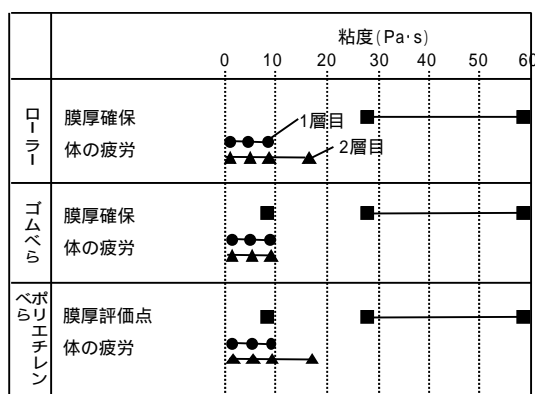 粘度(Pa·s)
0 10 20 30 40 50 60
ローラー
膜厚確保
体の疲労
1層目
2層目
ゴムべら
膜厚確保
体の疲労
ポリエチレンべら
膜厚評価点
体の疲労